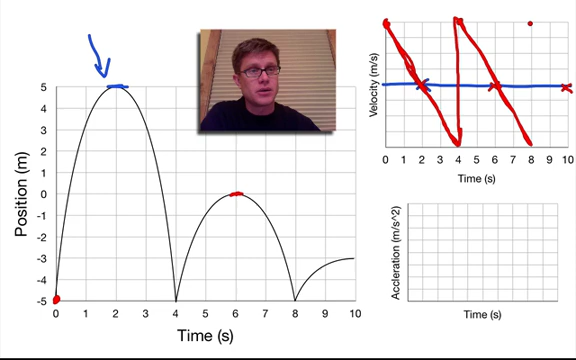 Position (m)
5
4
3
2
1
0
-1
-2
-3
-4
-5
0 1 2 3 4 5 6 7 8 9 10
Time (s)
Velocity (m/s)
0 1 2 3 4 5 6 7 8 9 10
Time (s)
Accleration (m/s^2)
Time (s)